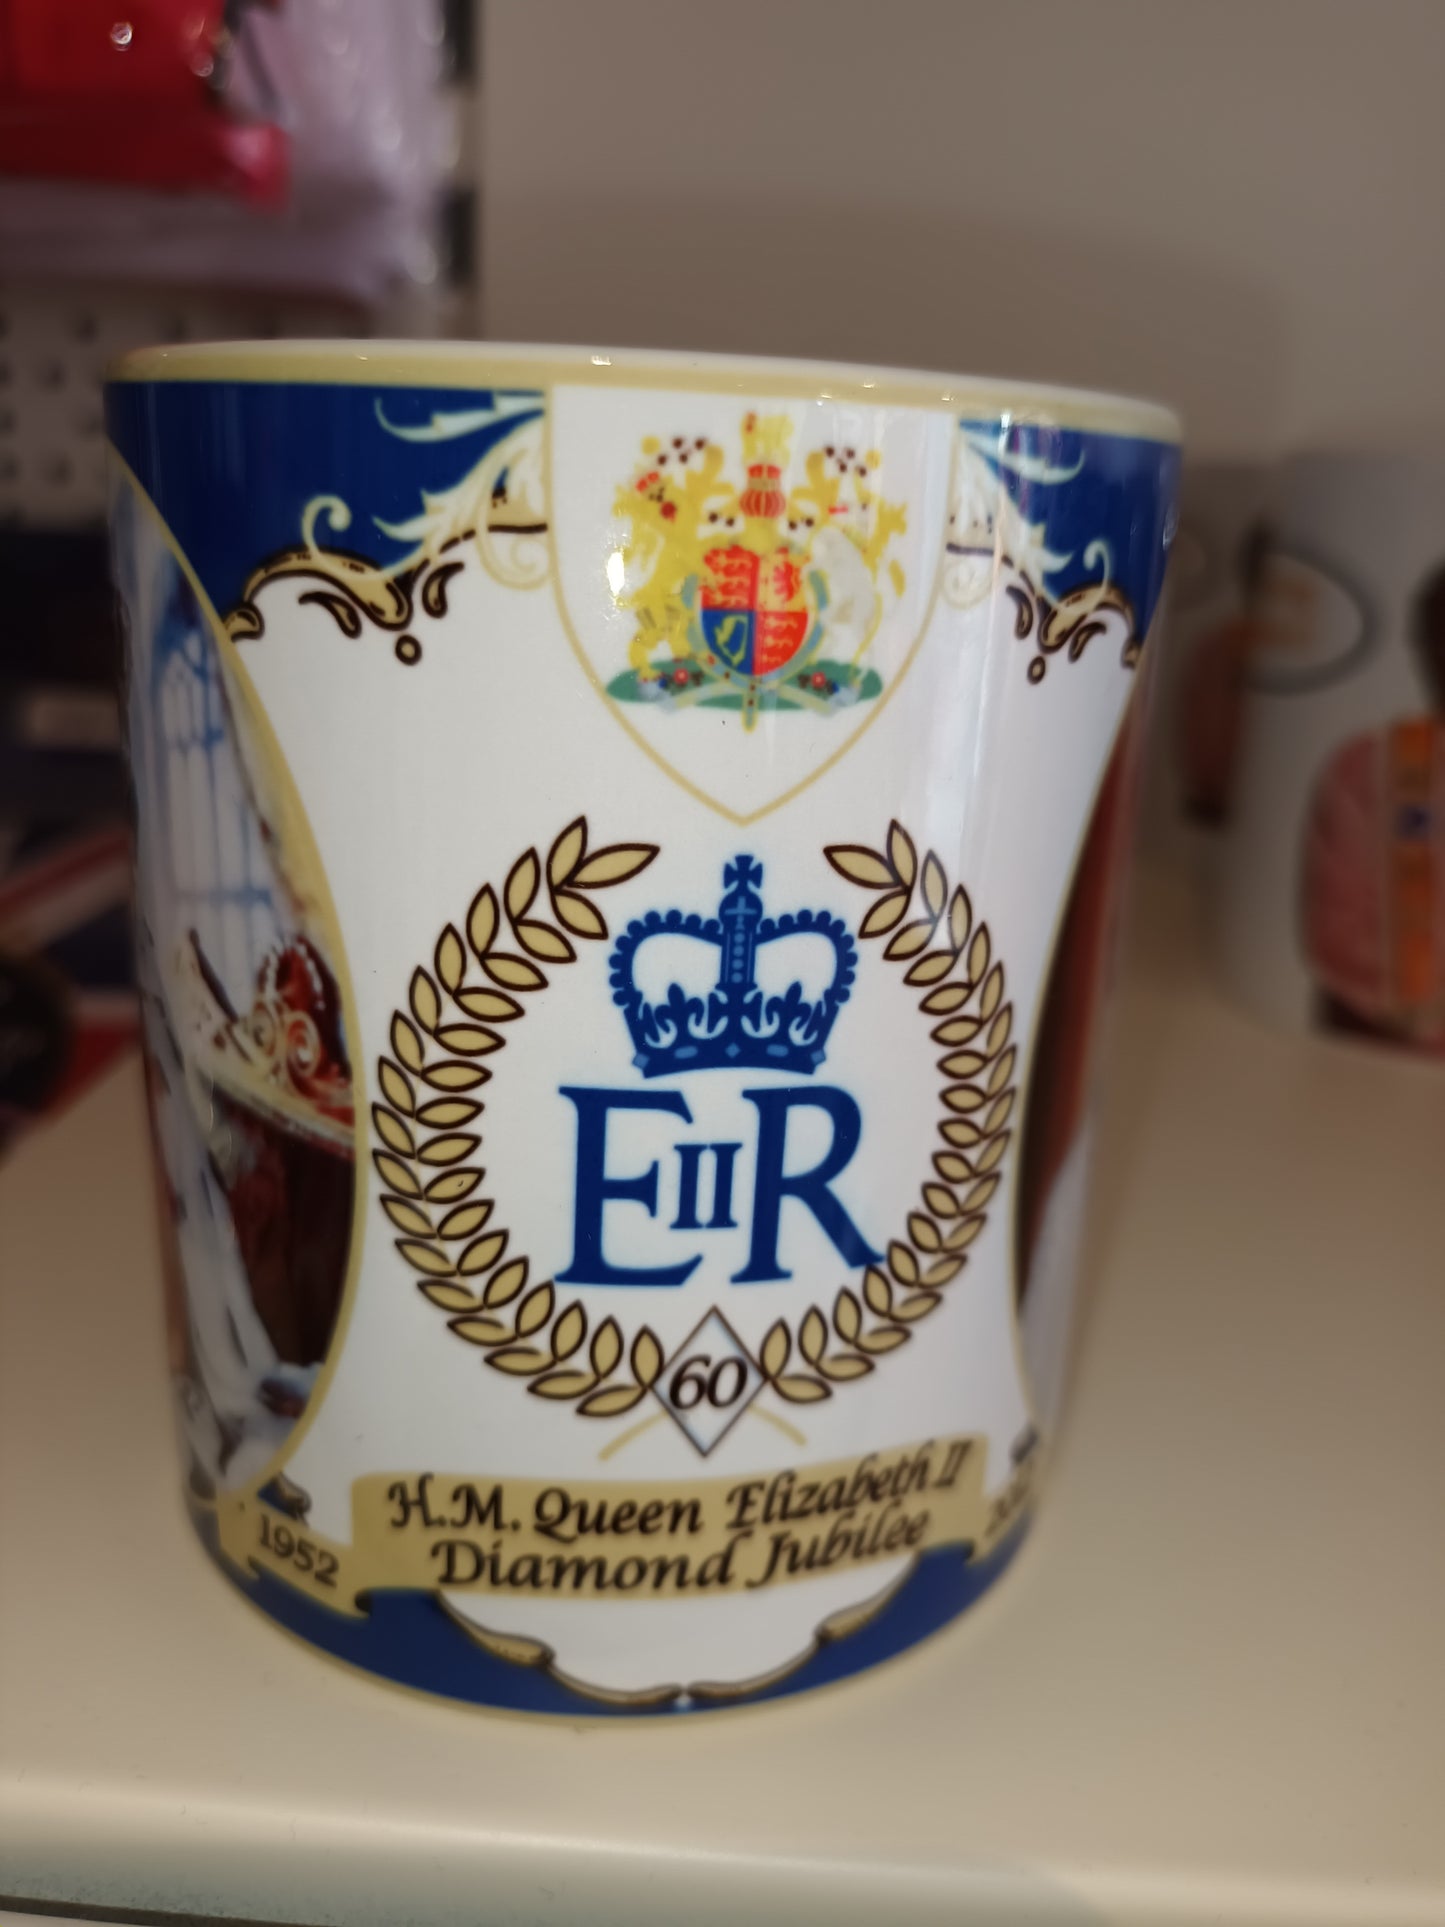 EIIR
60
H.M. Queen Elizabeth II
Diamond Jubilee
1952